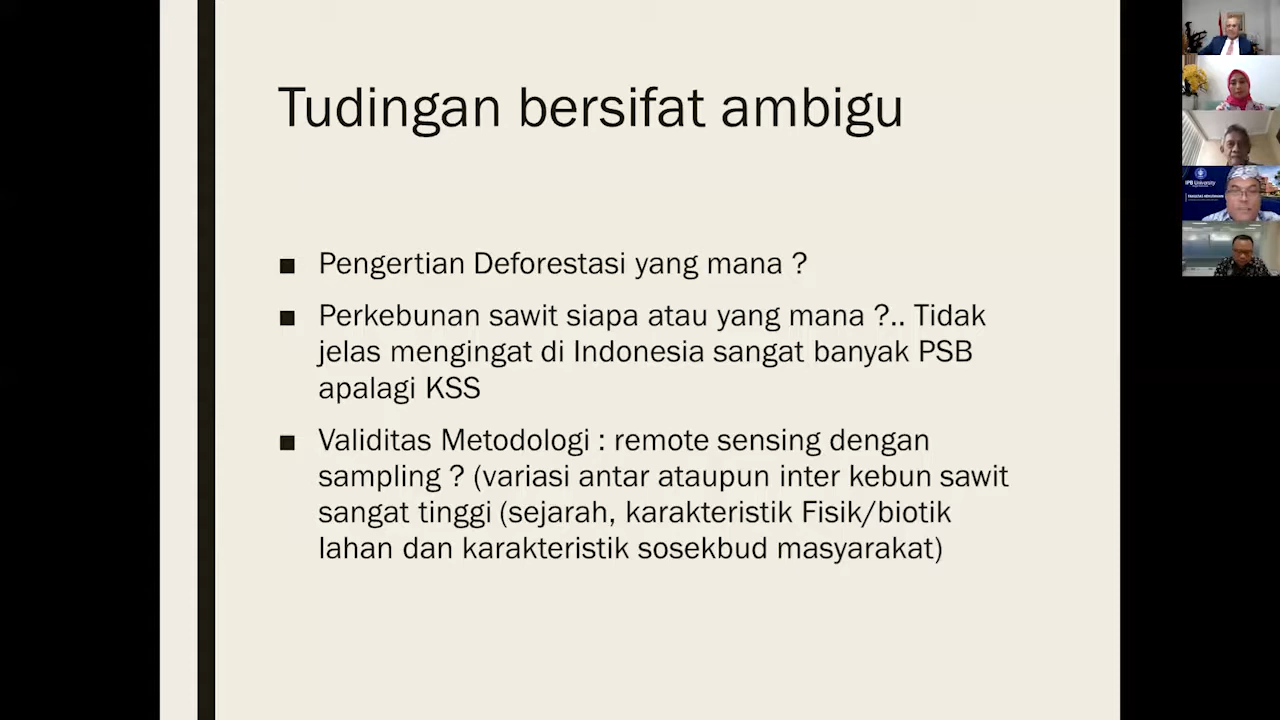 Tudingan bersifat ambigu
■ Pengertian Deforestasi yang mana ?
■ Perkebunan sawit siapa atau yang mana ?.. Tidak
jelas mengingat di Indonesia sangat banyak PSB
apalagi KSS
■ Validitas Metodologi : remote sensing dengan
sampling ? (variasi antar ataupun inter kebun sawit
sangat tinggi (sejarah, karakteristik Fisik/biotik
lahan dan karakteristik sosekbud masyarakat)
IPB University